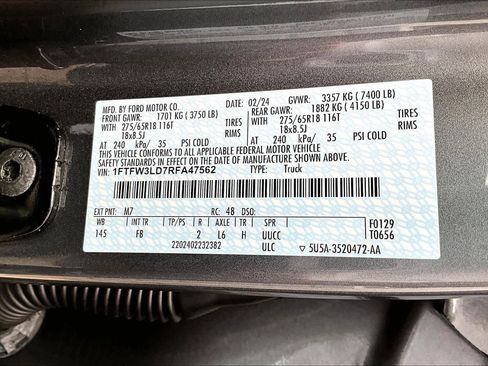 MFD. BY FORD MOTOR CO.
02/24 GVWR: 3357 KG (7400 LB)
FRONT GAWR: 1701 KG (3750 LB) REAR GAWR: 1882 KG (4150 LB)
WITH 275/65R18 116T TIRES WITH 275/65R18 116T TIRES
18x8.5J RIMS 18x8.5J RIMS
AT 240 kPa/ 35 PSI COLD AT 240 kPa/ 35 PSI COLD
THIS VEHICLE CONFORMS TO ALL APPLICABLE FEDERAL MOTOR VEHICLE
SAFETY STANDARDS IN EFFECT ON THE DATE OF MANUFACTURE SHOWN ABOVE.
VIN: 1FTFW3LD7RFA47562 TYPE: Truck
EXT PNT: M7 RC: 48 DSO: F0129
WB INT TR TP/PS R AXLE TR T0656
145 FB 2 L6 H UUCC
2202402232382 ULC 5U5A-3520472-AA